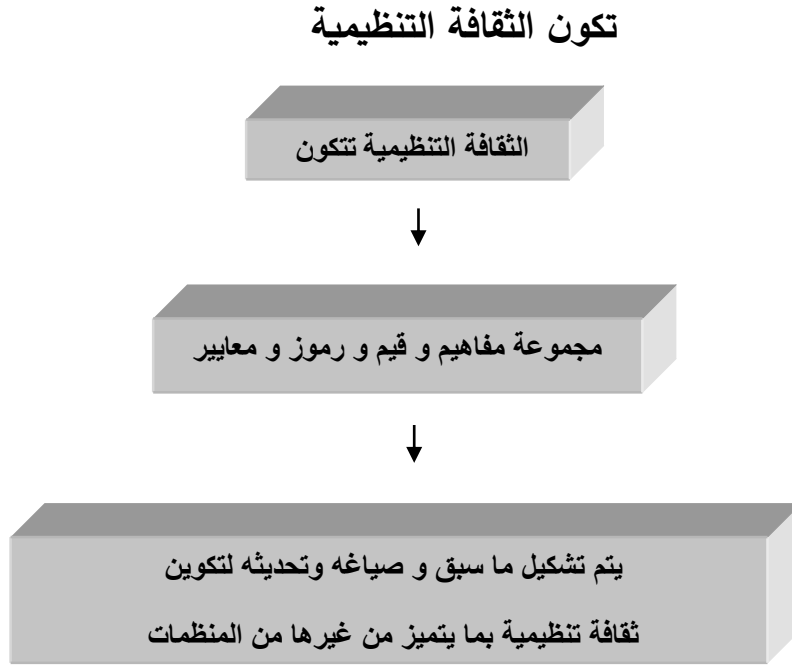 تكون الثقافة التنظيمية
الثقافة التنظيمية تتكون
مجموعة مفاهيم و قيم و رموز و معايير
يتم تشكيل ما سبق و صياغه وتحديثه لتكوين
ثقافة تنظيمية بما يتميز من غيرها من المنظمات